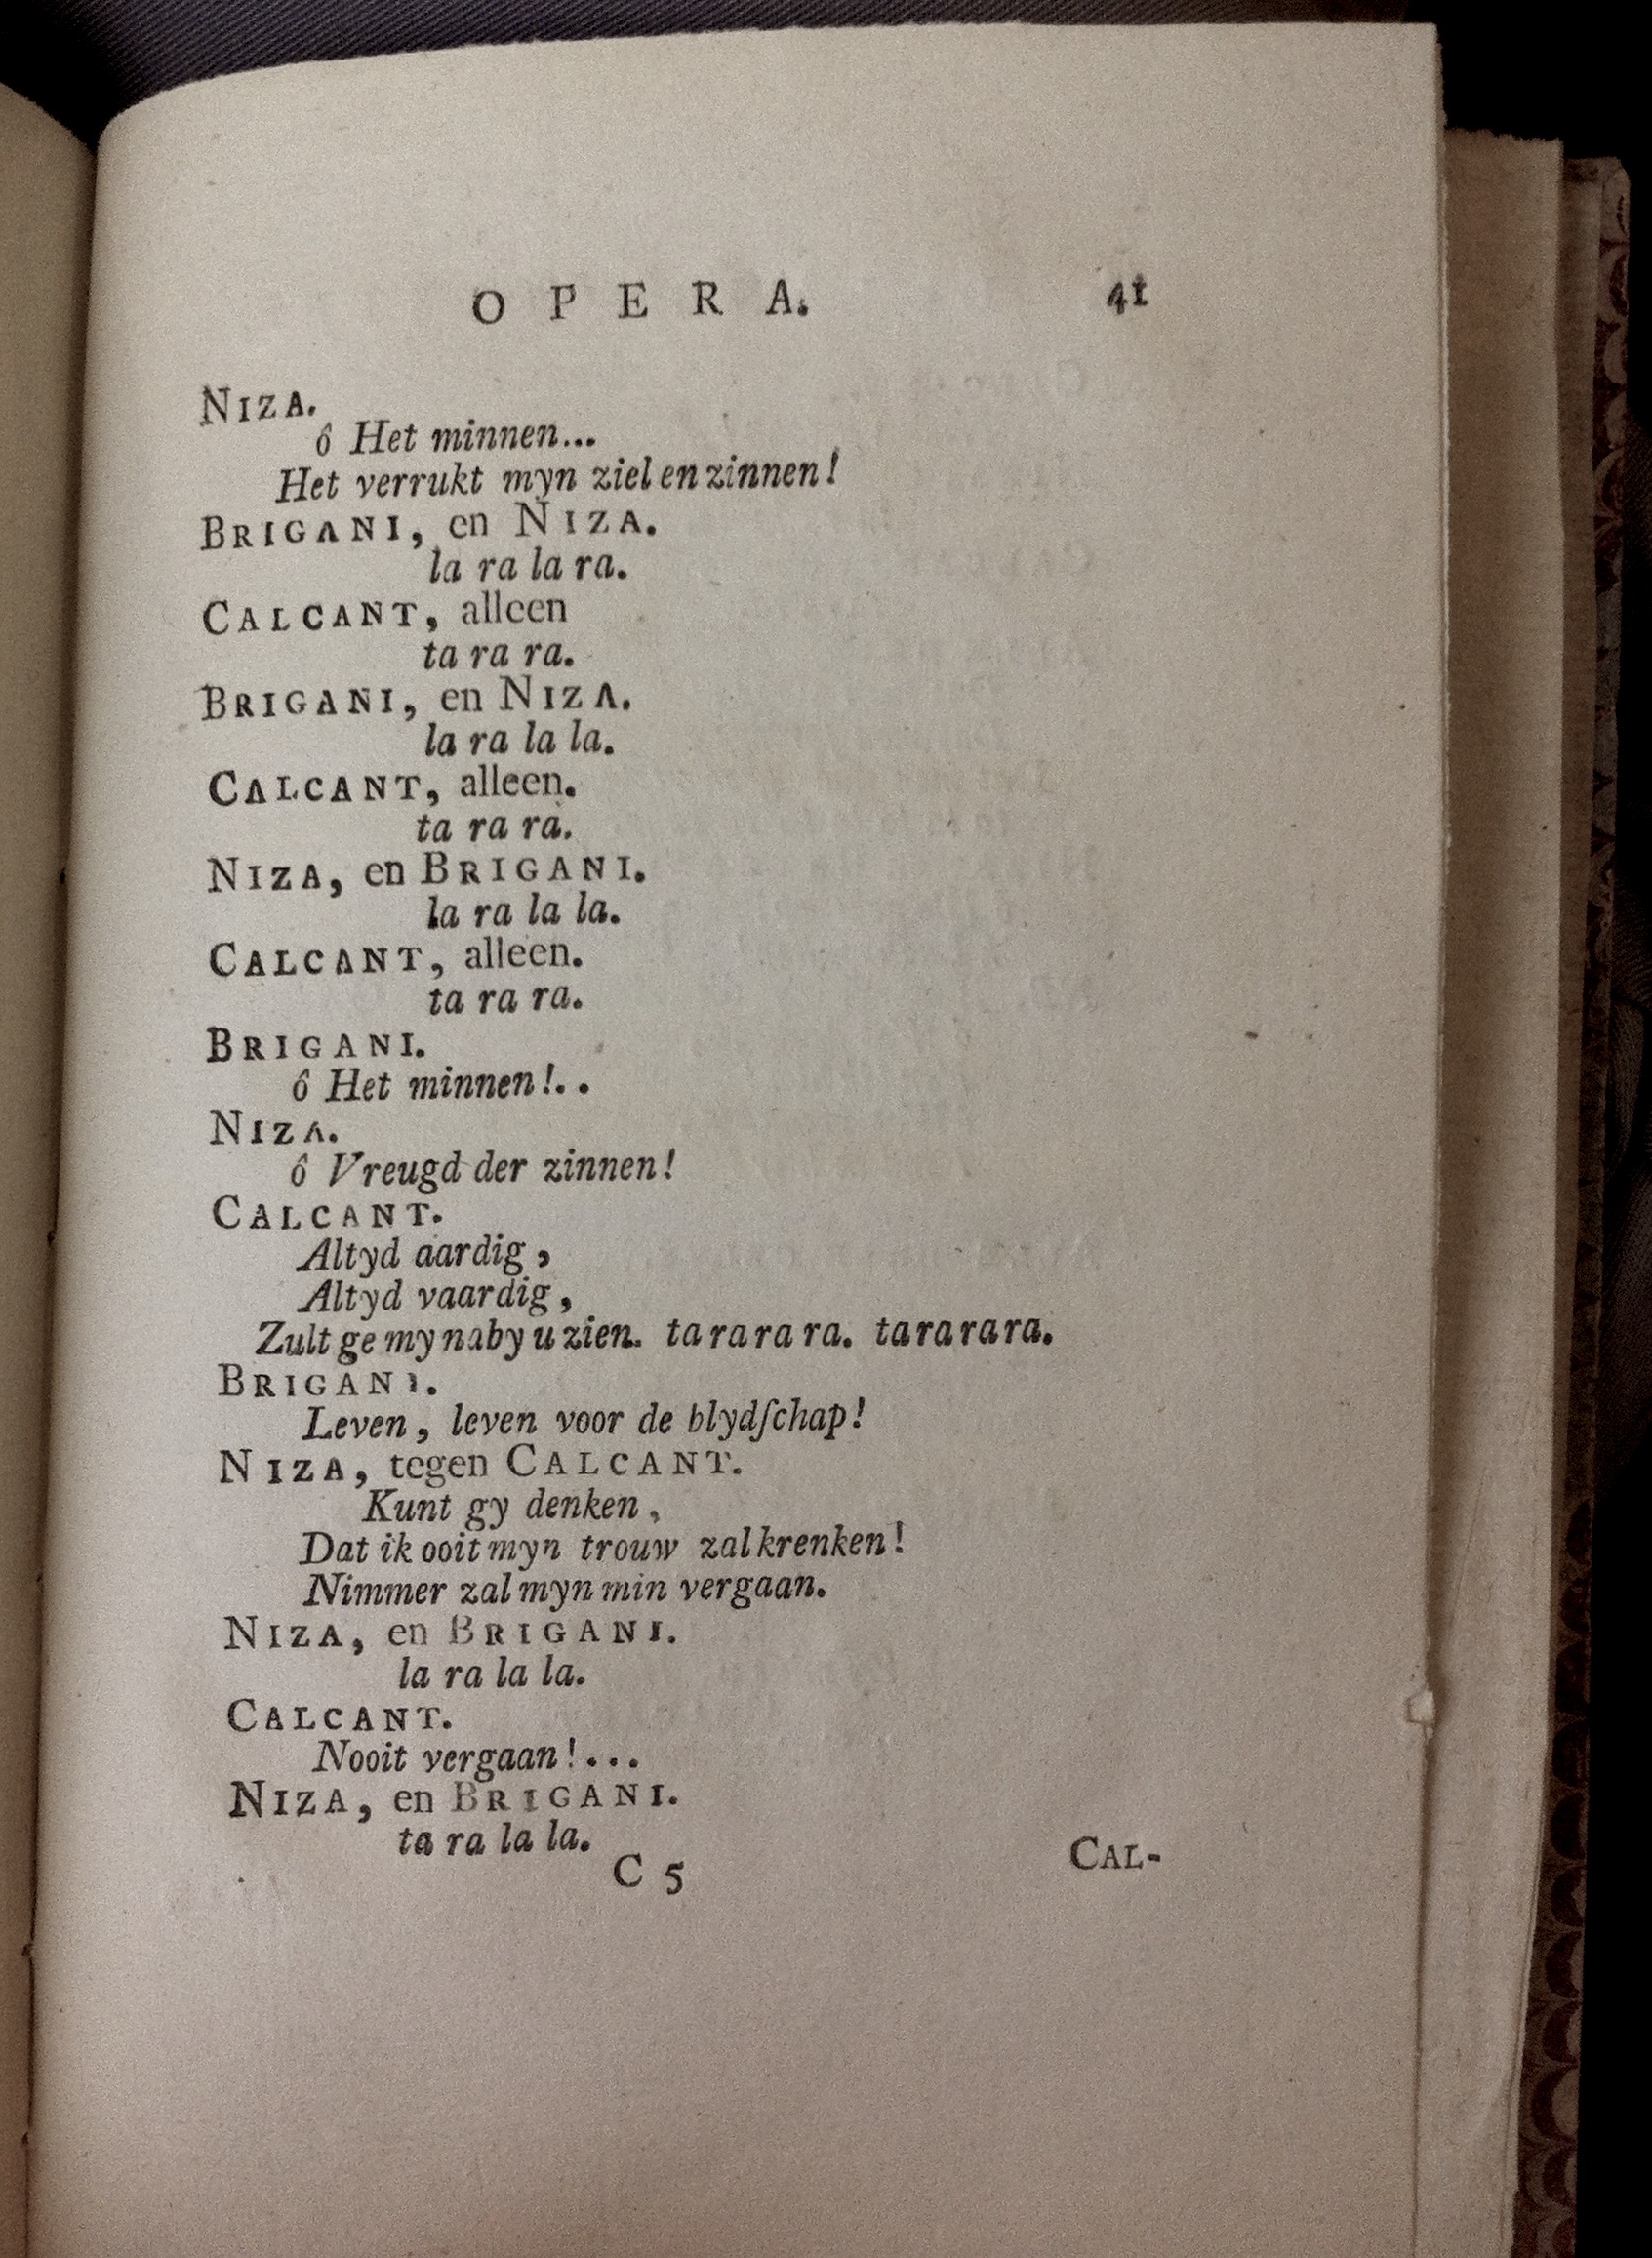 OPERA. 41
NIZA.
ô Het minnen...
Het verrukt myn ziel en zinnen!
BRIGANI, en NIZA.
la ra la ra.
CALCANT, alleen
ta ra ra.
BRIGANI, en NIZA.
la ra la la.
CALCANT, alleen.
ta ra ra.
NIZA, en BRIGANI.
la ra la la.
CALCANT, alleen.
ta ra ra.
BRIGANI.
ô Het minnen!..
NIZA.
ô Vreugd der zinnen!
CALCANT.
Altyd aardig,
Altyd vaardig,
Zult ge my naby u zien. ta ra ra ra. ta ra ra ra.
BRIGANI.
Leven, leven voor de blydſchap!
NIZA, tegen CALCANT.
Kunt gy denken,
Dat ik ooit myn trouw zal krenken!
Nimmer zal myn min vergaan.
NIZA, en BRIGANI.
la ra la la.
CALCANT.
Nooit vergaan!...
NIZA, en BRIGANI.
ta ra la la.
C 5 CAL-